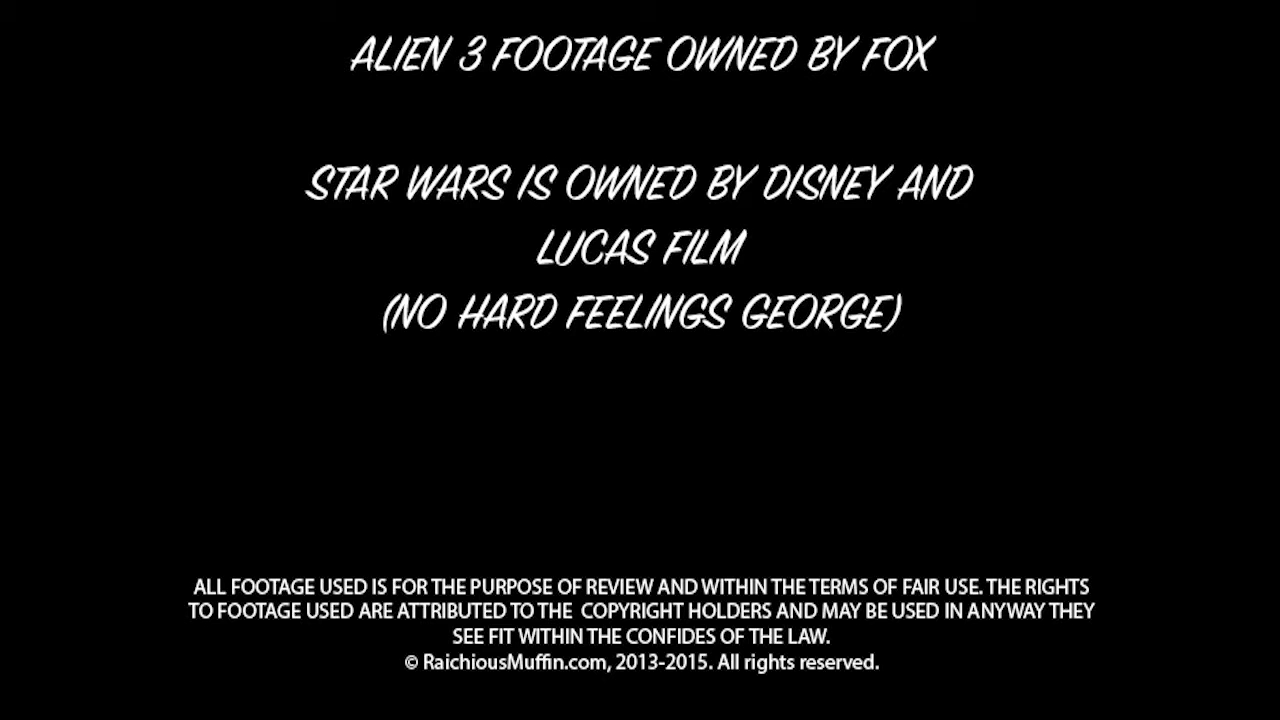 ALIEN 3 FOOTAGE OWNED BY FOX
STAR WARS IS OWNED BY DISNEY AND
LUCAS FILM
(NO HARD FEELINGS GEORGE)
ALL FOOTAGE USED IS FOR THE PURPOSE OF REVIEW AND WITHIN THE TERMS OF FAIR USE. THE RIGHTS
TO FOOTAGE USED ARE ATTRIBUTED TO THE COPYRIGHT HOLDERS AND MAY BE USED IN ANYWAY THEY
SEE FIT WITHIN THE CONFIDES OF THE LAW.
© RaichiousMuffin.com, 2013-2015. All rights reserved.